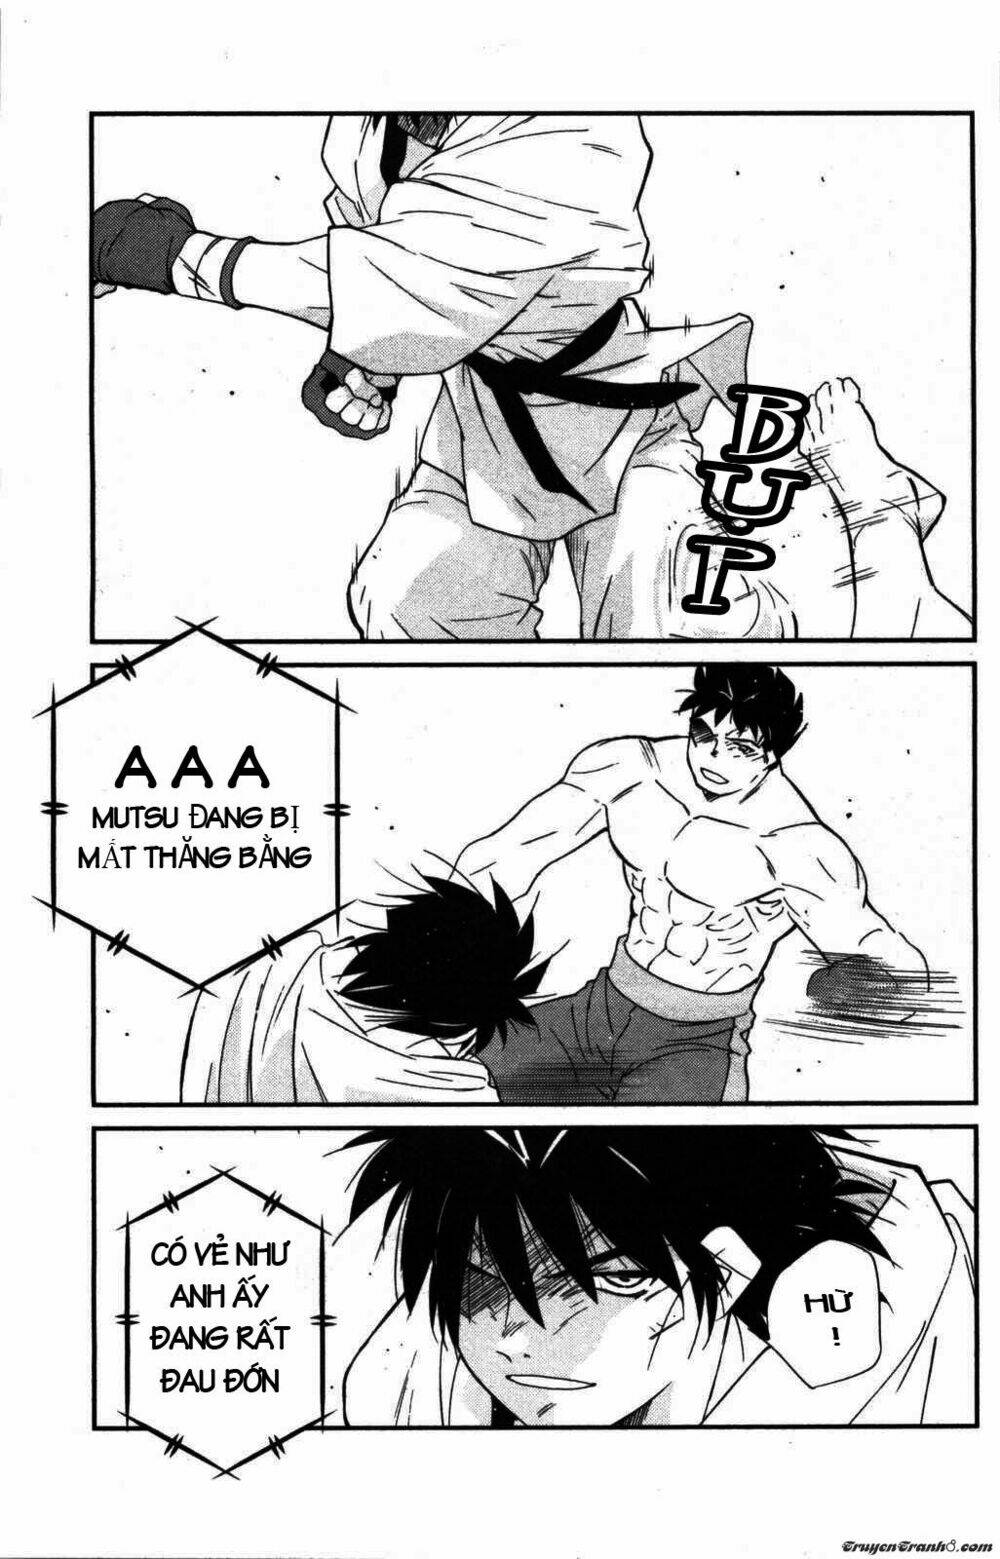 BỤP
AAA
MUTSU ĐANG BỊ
MẤT THĂNG BẰNG
CÓ VẺ NHƯ
ANH ẤY
ĐANG RẤT
ĐAU ĐỚN
HỪ
!
TruyenTranh8.com